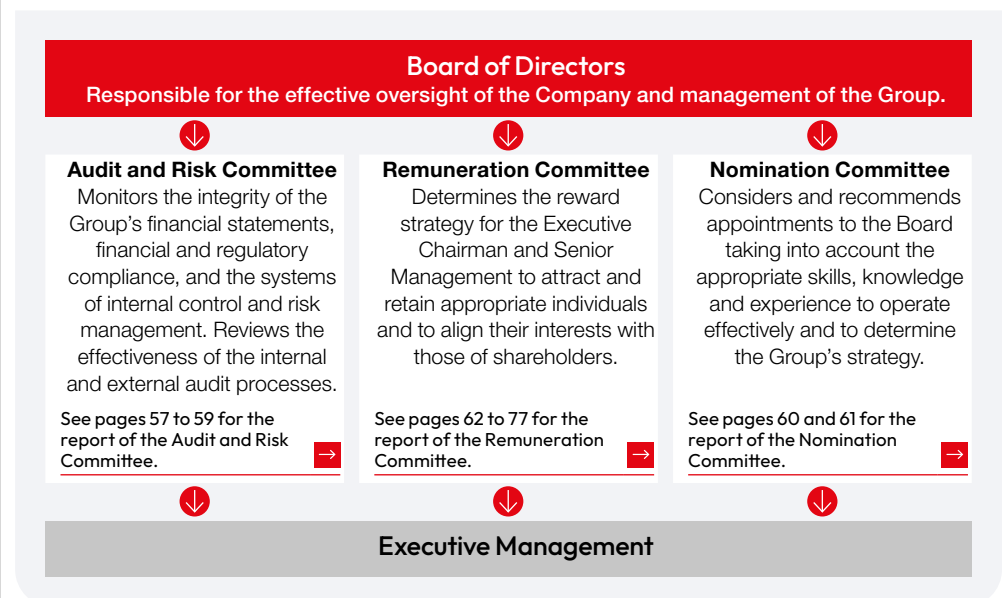 Board of Directors
Responsible for the effective oversight of the Company and management of the Group.
Audit and Risk Committee
Monitors the integrity of the
Group’s financial statements,
financial and regulatory
compliance, and the systems
of internal control and risk
management. Reviews the
effectiveness of the internal
and external audit processes.
See pages 57 to 59 for the
report of the Audit and Risk
Committee.
Remuneration Committee
Determines the reward
strategy for the Executive
Chairman and Senior
Management to attract and
retain appropriate individuals
and to align their interests with
those of shareholders.
See pages 62 to 77 for the
report of the Remuneration
Committee.
Nomination Committee
Considers and recommends
appointments to the Board
taking into account the
appropriate skills, knowledge
and experience to operate
effectively and to determine
the Group’s strategy.
See pages 60 and 61 for the
report of the Nomination
Committee.
Executive Management